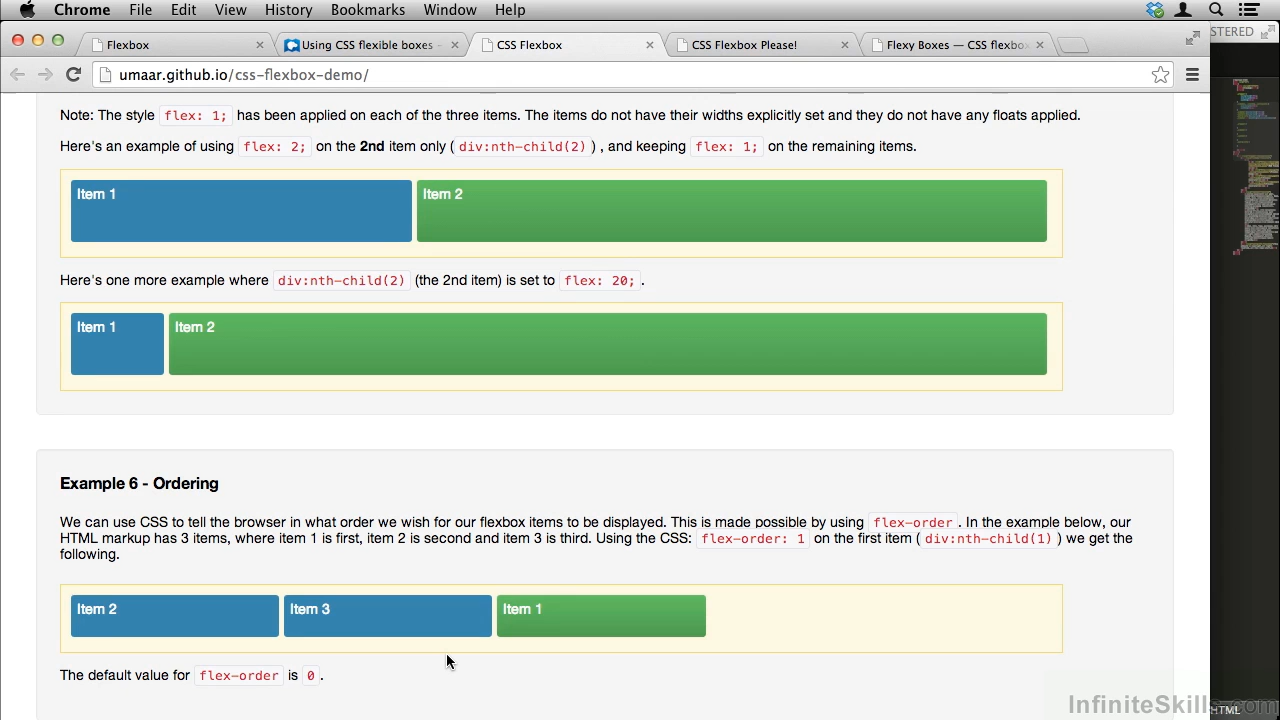 Chrome File Edit View History Bookmarks Window Help
Flexbox
Using CSS flexible boxes -
CSS Flexbox
CSS Flexbox Please!
Flexy Boxes — CSS flexbo
STERED
umaar.github.io/css-flexbox-demo/
Note: The style flex: 1; has been applied on each of the three items. The items do not have their widths explicitly set and they do not have any floats applied.
Here's an example of using flex: 2; on the 2nd item only ( div:nth-child(2) ) , and keeping flex: 1; on the remaining items.
Item 1 Item 2
Here's one more example where div:nth-child(2) (the 2nd item) is set to flex: 20; .
Item 1 Item 2
Example 6 - Ordering
We can use CSS to tell the browser in what order we wish for our flexbox items to be displayed. This is made possible by using flex-order . In the example below, our
HTML markup has 3 items, where item 1 is first, item 2 is second and item 3 is third. Using the CSS: flex-order: 1 on the first item ( div:nth-child(1) ) we get the
following.
Item 2 Item 3 Item 1
The default value for flex-order is 0 .
InfiniteSkills.com
HTML